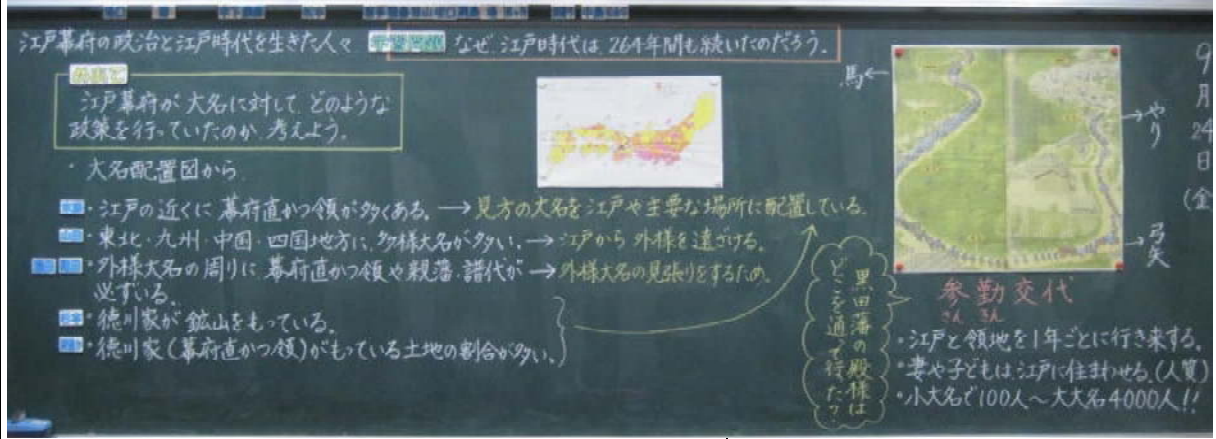 江戸幕府の政治と江戸時代を生きた人々
なぜ、江戸時代は、264年間も続いたのだろう。
めあて
江戸幕府が大名に対して、どのような
政策を行っていたのか、考えよう。
・大名配置図から
・江戸の近くに幕府直かつ領が多くある。→見方の大名を江戸や主要な場所に配置している。
・東北・九州・中国・四国地方に、外様大名が多い。→江戸から外様を遠ざける。
・外様大名の周りに幕府直かつ領や親藩・譜代が→外様大名の見張りをするため。
必ずいる。
・徳川家が鉱山をもっている。
・徳川家(幕府直かつ領)がもっている土地の割合が多い。
黒田藩の殿様は
どこを通って行た?
馬←
→やり
→弓矢
参勤交代
さん きん
・江戸と領地を1年ごとに行き来する。
・妻や子どもは、江戸に住まわせる。(人質)
・小大名で100人~大大名4000人!!
9月24日(金